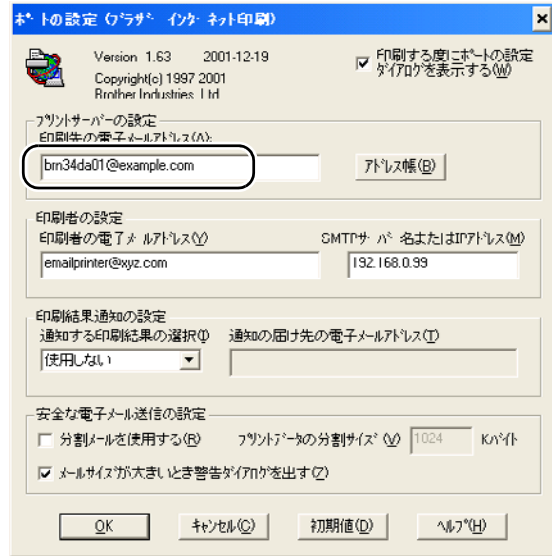 ポートの設定 (ブラザー インターネット印刷)
Version 1.63 2001-12-19
Copyright(c) 1997 2001
Brother Industries Ltd
印刷する度にポートの設定
ダイアログを表示する(W)
プリントサーバーの設定
印刷先の電子メールアドレス(A):
brn34da01@example.com
アドレス帳(B)
印刷者の設定
印刷者の電子メールアドレス(Y)
SMTPサーバー名またはIPアドレス(M)
emailprinter@xyz.com
192.168.0.99
印刷結果通知の設定
通知する印刷結果の選択(I)
通知の届け先の電子メールアドレス(T)
使用しない
安全な電子メール送信の設定
分割メールを使用する(R)
プリントデータの分割サイズ(V)
1024
Kバイト
メールサイズが大きいとき警告ダイアログを出す(Z)
OK
キャンセル(C)
初期値(D)
ヘルプ(H)